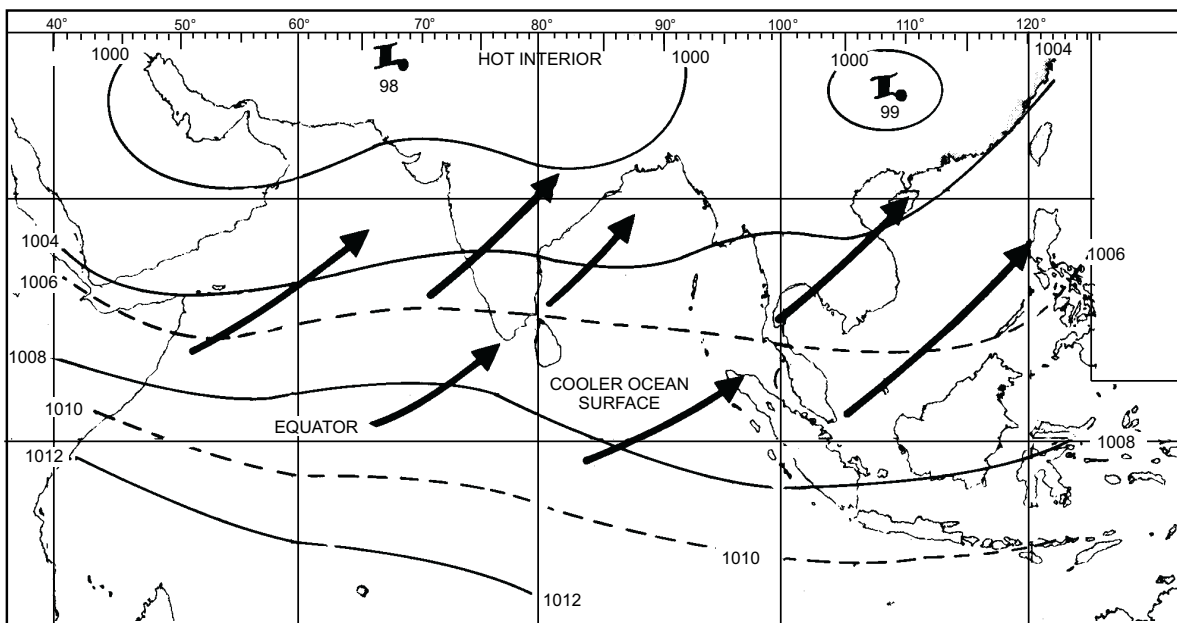 40° 50° 60° 70° 80° 90° 100° 110° 120°
1000 L HOT INTERIOR 1000 1000 L 1004
98 99
1004
1006 1006
1008
COOLER OCEAN
SURFACE
1010
EQUATOR
1008
1012
1010
1012